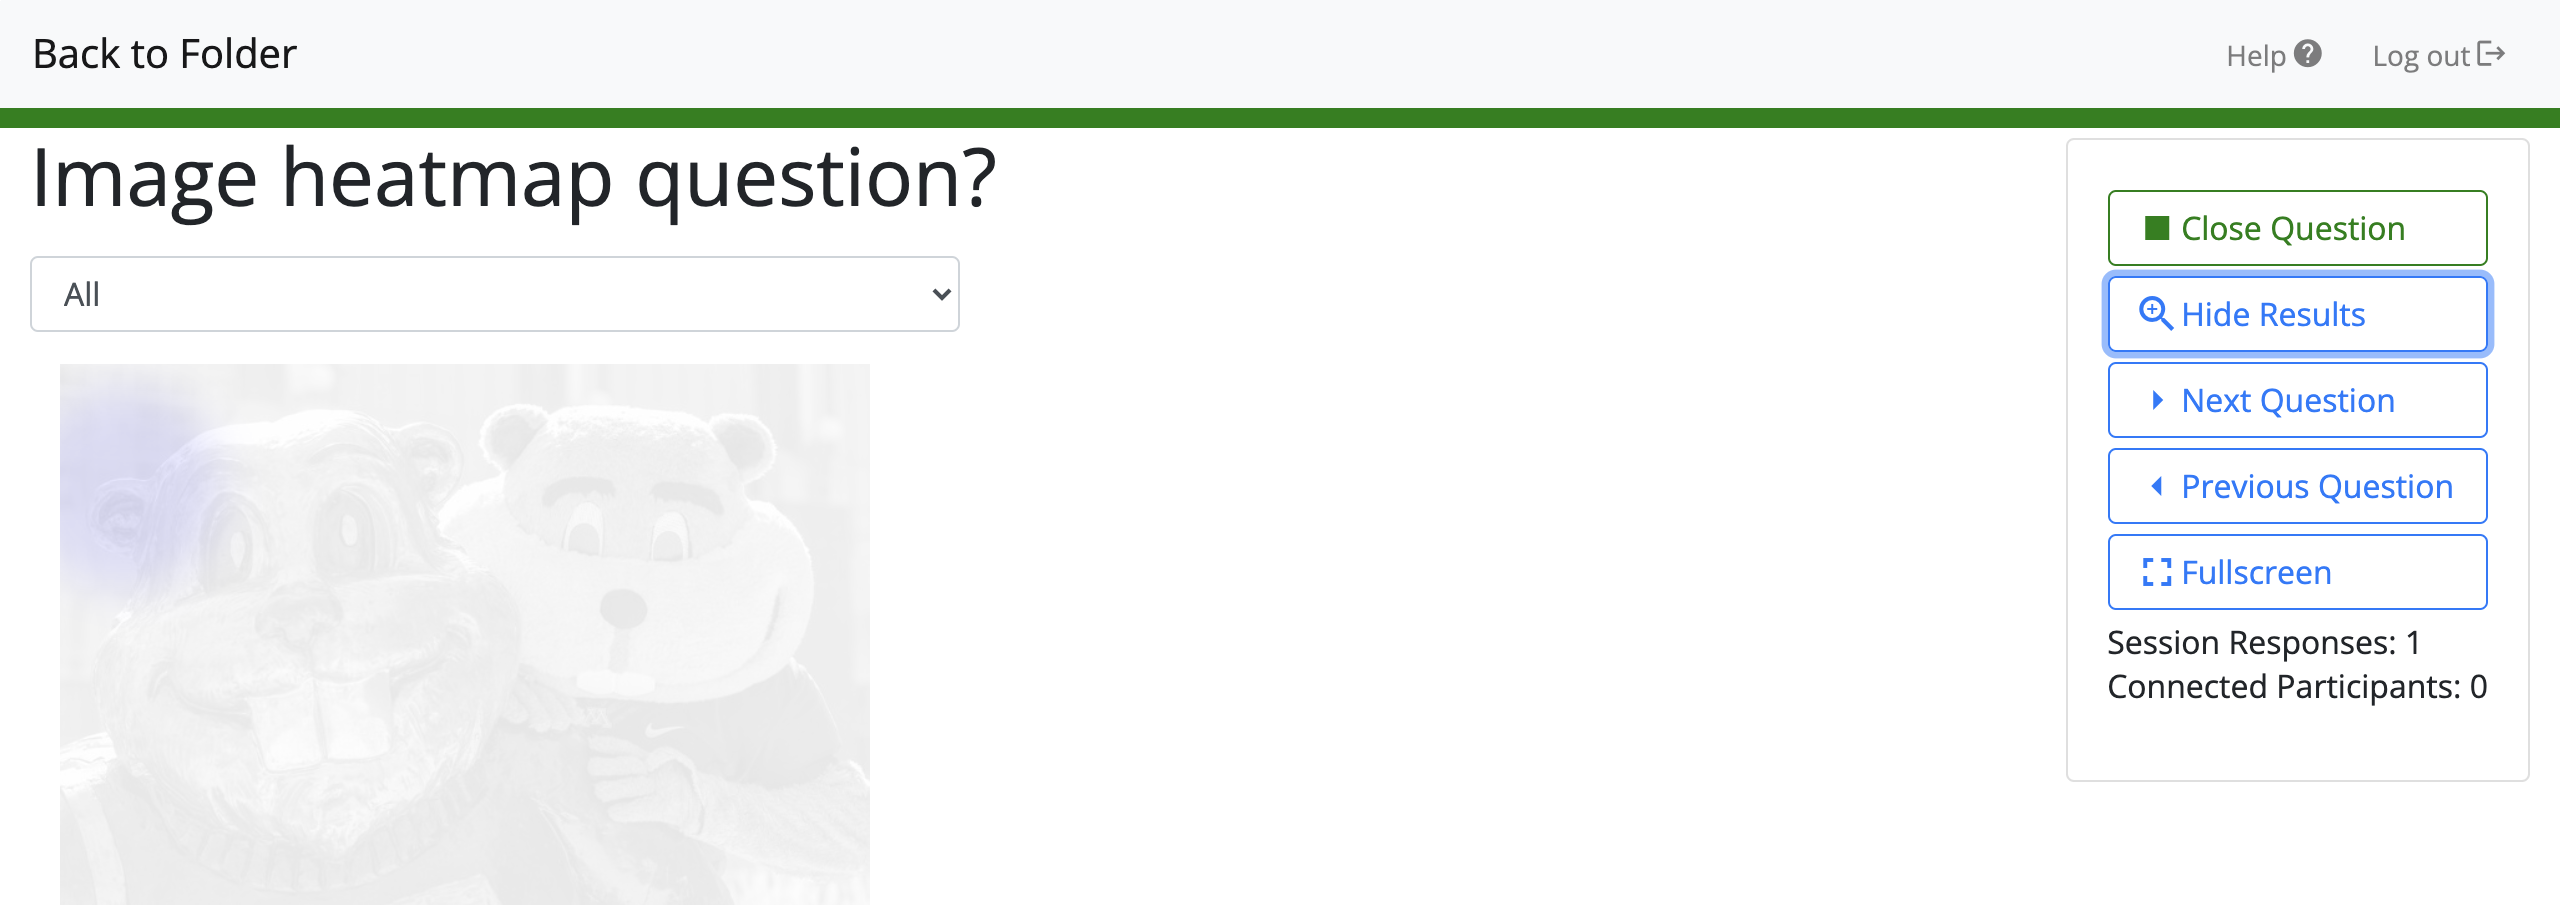 Back to Folder
Help
Log out
Image heatmap question?
All
Close Question
Hide Results
Next Question
Previous Question
Fullscreen
Session Responses: 1
Connected Participants: 0